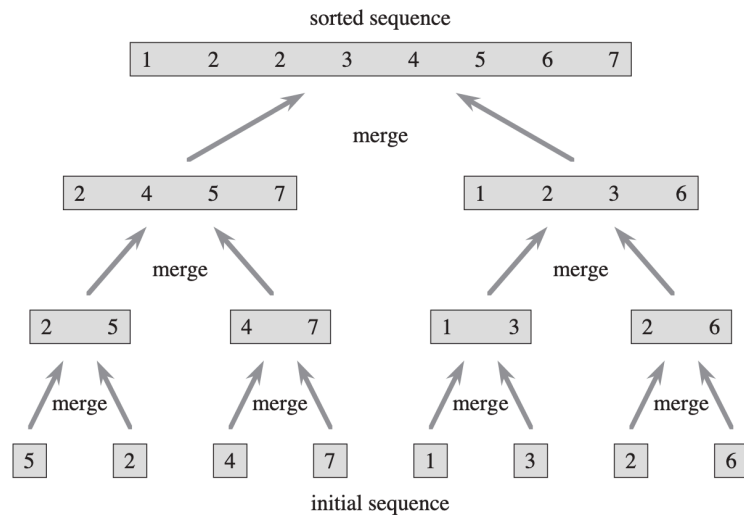 sorted sequence
1 2 2 3 4 5 6 7
merge
2 4 5 7 1 2 3 6
merge merge
2 5 4 7 1 3 2 6
merge merge merge merge
5 2 4 7 1 3 2 6
initial sequence